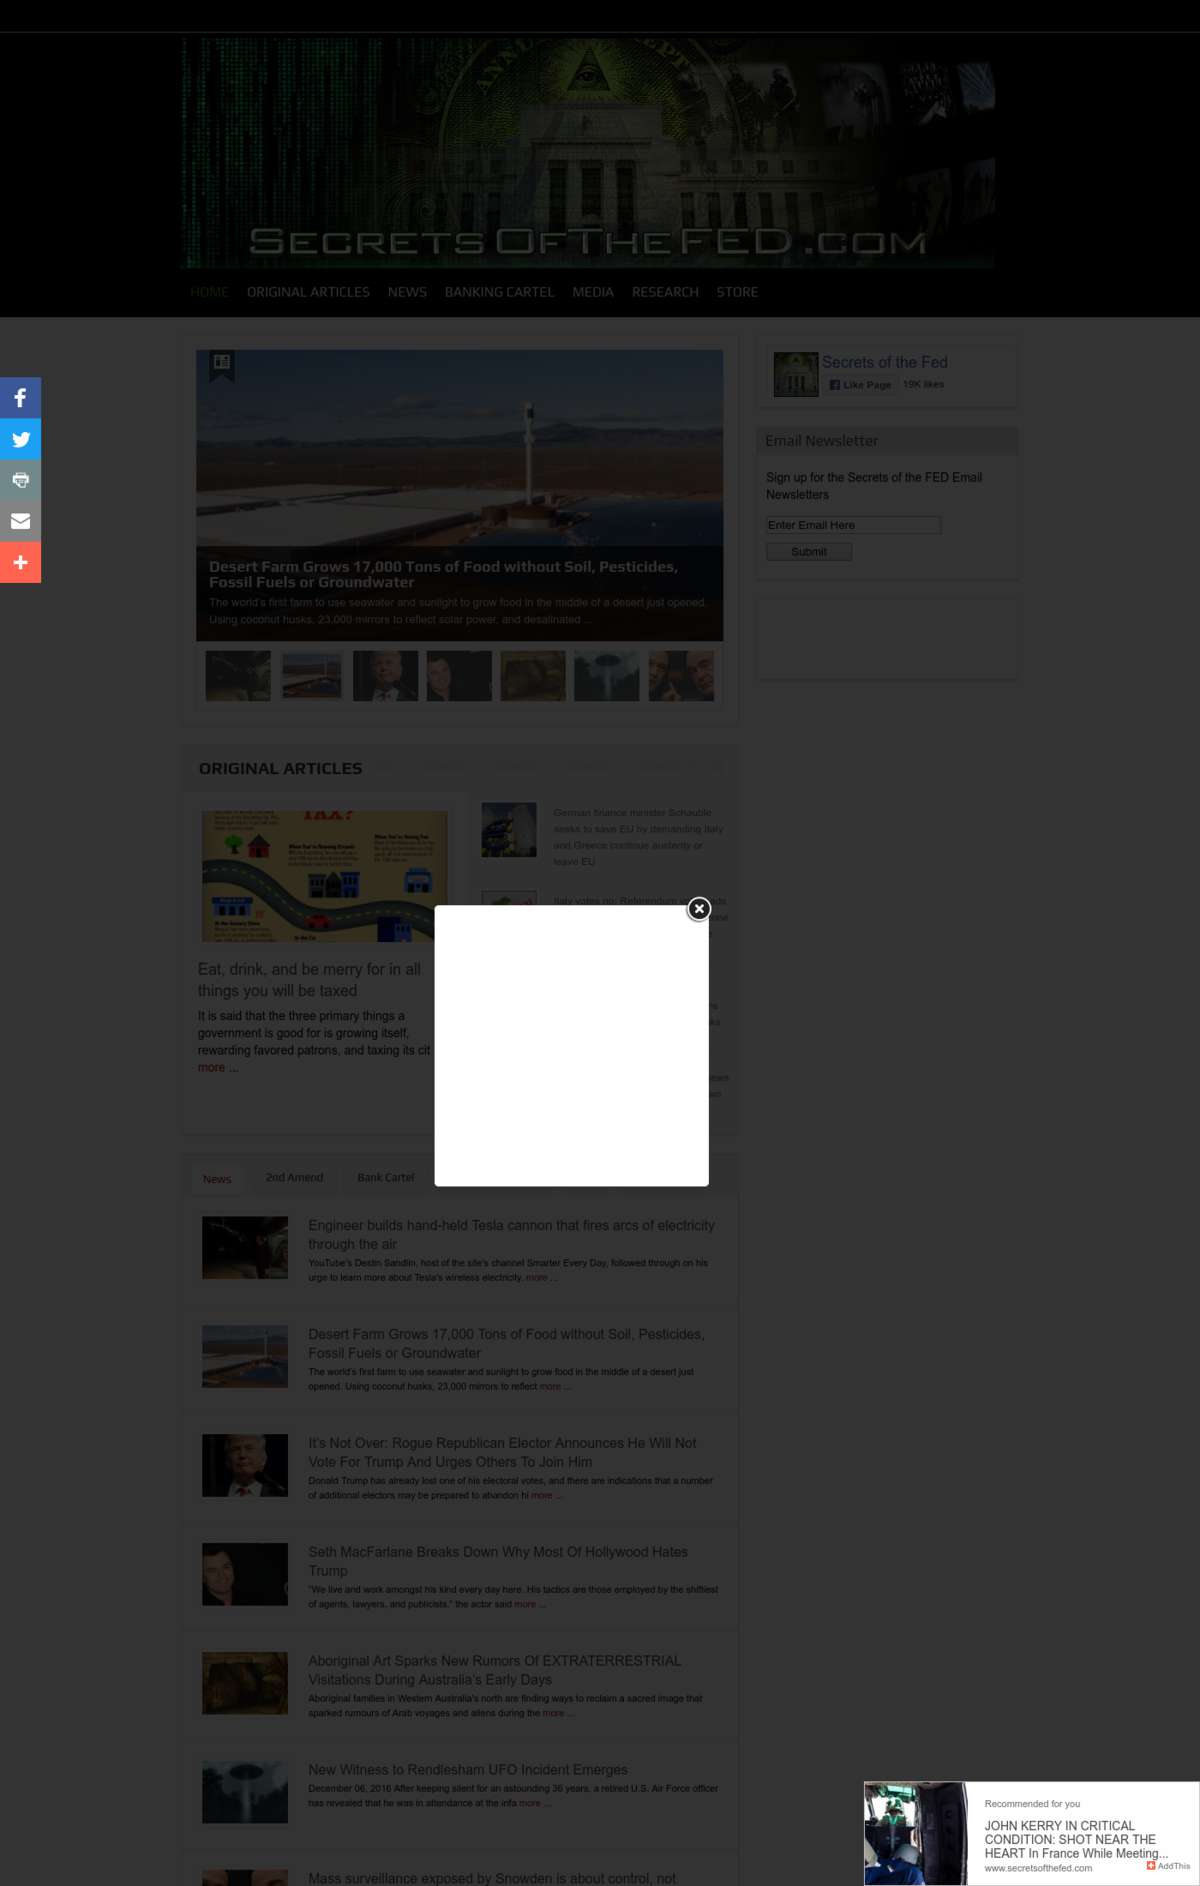 ANNUIT
CEPT
SECRETSOFTHEFED.COM
HOME ORIGINAL ARTICLES NEWS BANKING CARTEL MEDIA RESEARCH STORE
Desert Farm Grows 17,000 Tons of Food without Soil, Pesticides,
Fossil Fuels or Groundwater
The world's first farm to use seawater and sunlight to grow food in the middle of a desert just opened.
Using coconut husks, 23,000 mirrors to reflect solar power, and desalinated ...
Secrets of the Fed
Like Page 19K likes
Email Newsletter
Sign up for the Secrets of the FED Email
Newsletters
Enter Email Here
Submit
ORIGINAL ARTICLES
TAX?
When You're Buying Fun
Eat, drink, and be merry for in all
things you will be taxed
It is said that the three primary things a
government is good for is growing itself,
rewarding favored patrons, and taxing its cit
more ...
German finance minister Schauble
seeks to save EU by demanding Italy
and Greece continue austerity or
leave EU
Italy votes no: Referendum
News 2nd Amend Bank Cartel
Engineer builds hand-held Tesla cannon that fires arcs of electricity
through the air
YouTube's Destin Sandlin, host of the site's channel Smarter Every Day, followed through on his
urge to learn more about Tesla's wireless electricity. more ...
Desert Farm Grows 17,000 Tons of Food without Soil, Pesticides,
Fossil Fuels or Groundwater
The world's first farm to use seawater and sunlight to grow food in the middle of a desert just
opened. Using coconut husks, 23,000 mirrors to reflect more ...
It's Not Over: Rogue Republican Elector Announces He Will Not
Vote For Trump And Urges Others To Join Him
Donald Trump has already lost one of his electoral votes, and there are indications that a number
of additional electors may be prepared to abandon hi more ...
Seth MacFarlane Breaks Down Why Most Of Hollywood Hates
Trump
"We live and work amongst his kind every day here. His tactics are those employed by the shiftiest
of agents, lawyers, and publicists," the actor said more ...
Aboriginal Art Sparks New Rumors Of EXTRATERRESTRIAL
Visitations During Australia's Early Days
Aboriginal families in Western Australia's north are finding ways to reclaim a sacred image that
sparked rumours of Arab voyages and aliens during the more ...
New Witness to Rendlesham UFO Incident Emerges
December 06, 2016 After keeping silent for an astounding 36 years, a retired U.S. Air Force officer
has revealed that he was in attendance at the infa more ...
Mass surveillance exposed by Snowden is about control, not
Recommended for you
JOHN KERRY IN CRITICAL
CONDITION: SHOT NEAR THE
HEART In France While Meeting...
www.secretsofthefed.com
AddThis